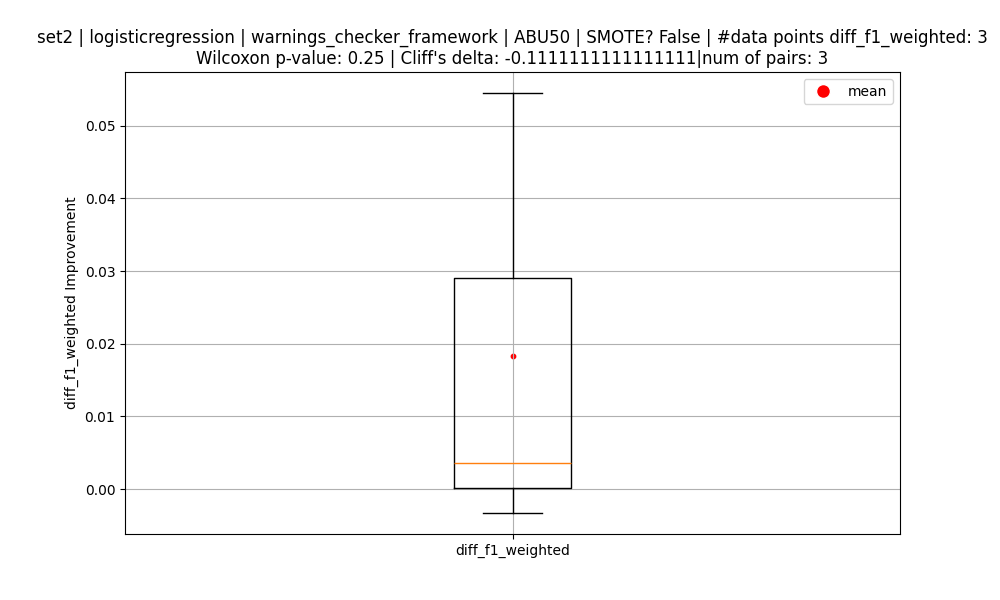 set2 | logisticregression | warnings_checker_framework | ABU50 | SMOTE? False | #data points diff_f1_weighted: 3
Wilcoxon p-value: 0.25 | Cliff's delta: -0.1111111111111111|num of pairs: 3
mean
0.05
0.04
0.03
0.02
0.01
0.00
diff_f1_weighted Improvement
diff_f1_weighted